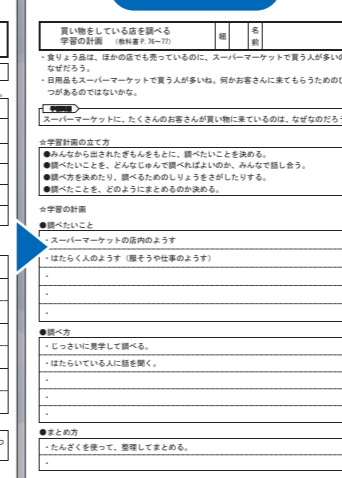 買い物をしている店を調べる
学習の計画 （教科書P.76～77）
組
名前
・食りょう品は、ほかの店でも売っているのに、スーパーマーケットで買う人が多いの
なぜだろう。
・日用品もスーパーマーケットで買う人が多いね。何かお客さんに来てもらうためのひ
つがあるのではないかな。
スーパーマーケットに、たくさんのお客さんが買い物に来ているのは、なぜなのだろう
☆学習計画の立て方
●みんなから出されたぎもんをもとに、調べたいことを決める。
●調べたいことを、どんなじゅんで調べればよいのか、みんなで話し合う。
●調べ方を決めたり、調べるためのしりょうをさがしたりする。
●調べたことを、どのようにまとめるのか決める。
☆学習の計画
●調べたいこと
・スーパーマーケットの店内のようす
・はたらく人のようす（服そうや仕事のようす）
・
・
・
●調べ方
・じっさいに見学して調べる。
・はたらいている人に話を聞く。
・
・
・
●まとめ方
・たんざくを使って、整理してまとめる。
・